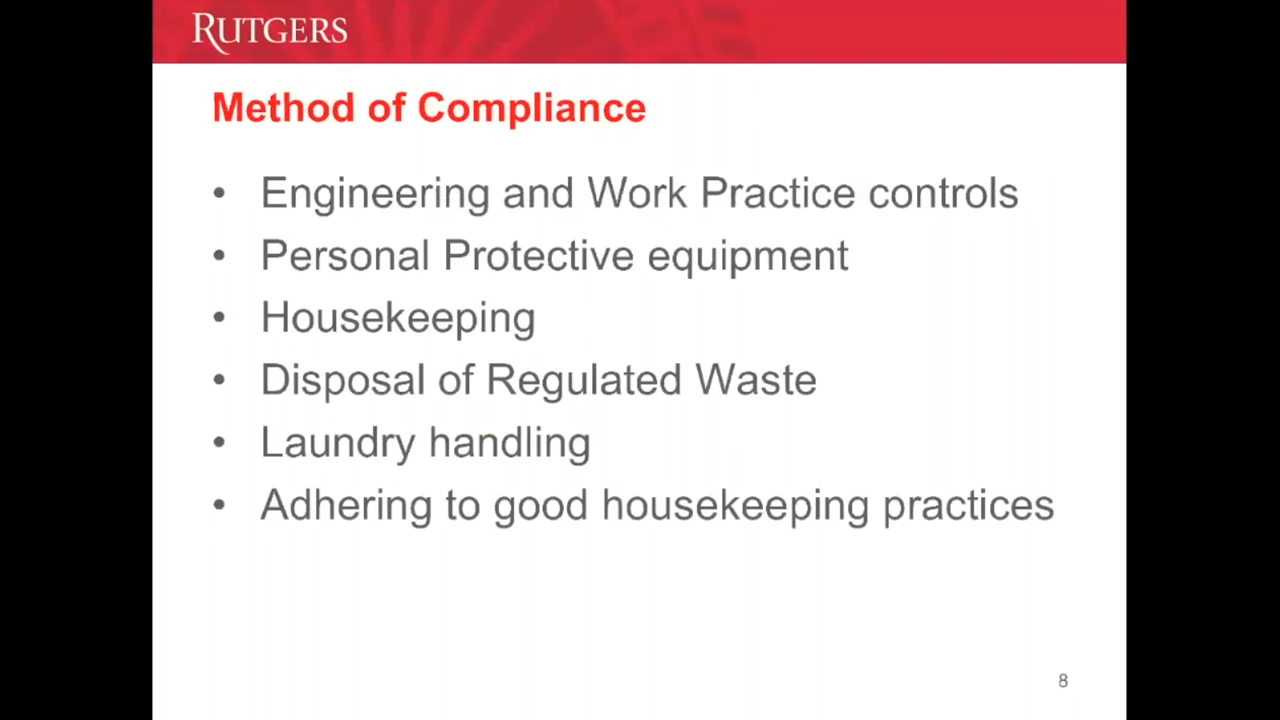 RUTGERS
Method of Compliance
• Engineering and Work Practice controls
• Personal Protective equipment
• Housekeeping
• Disposal of Regulated Waste
• Laundry handling
• Adhering to good housekeeping practices
8